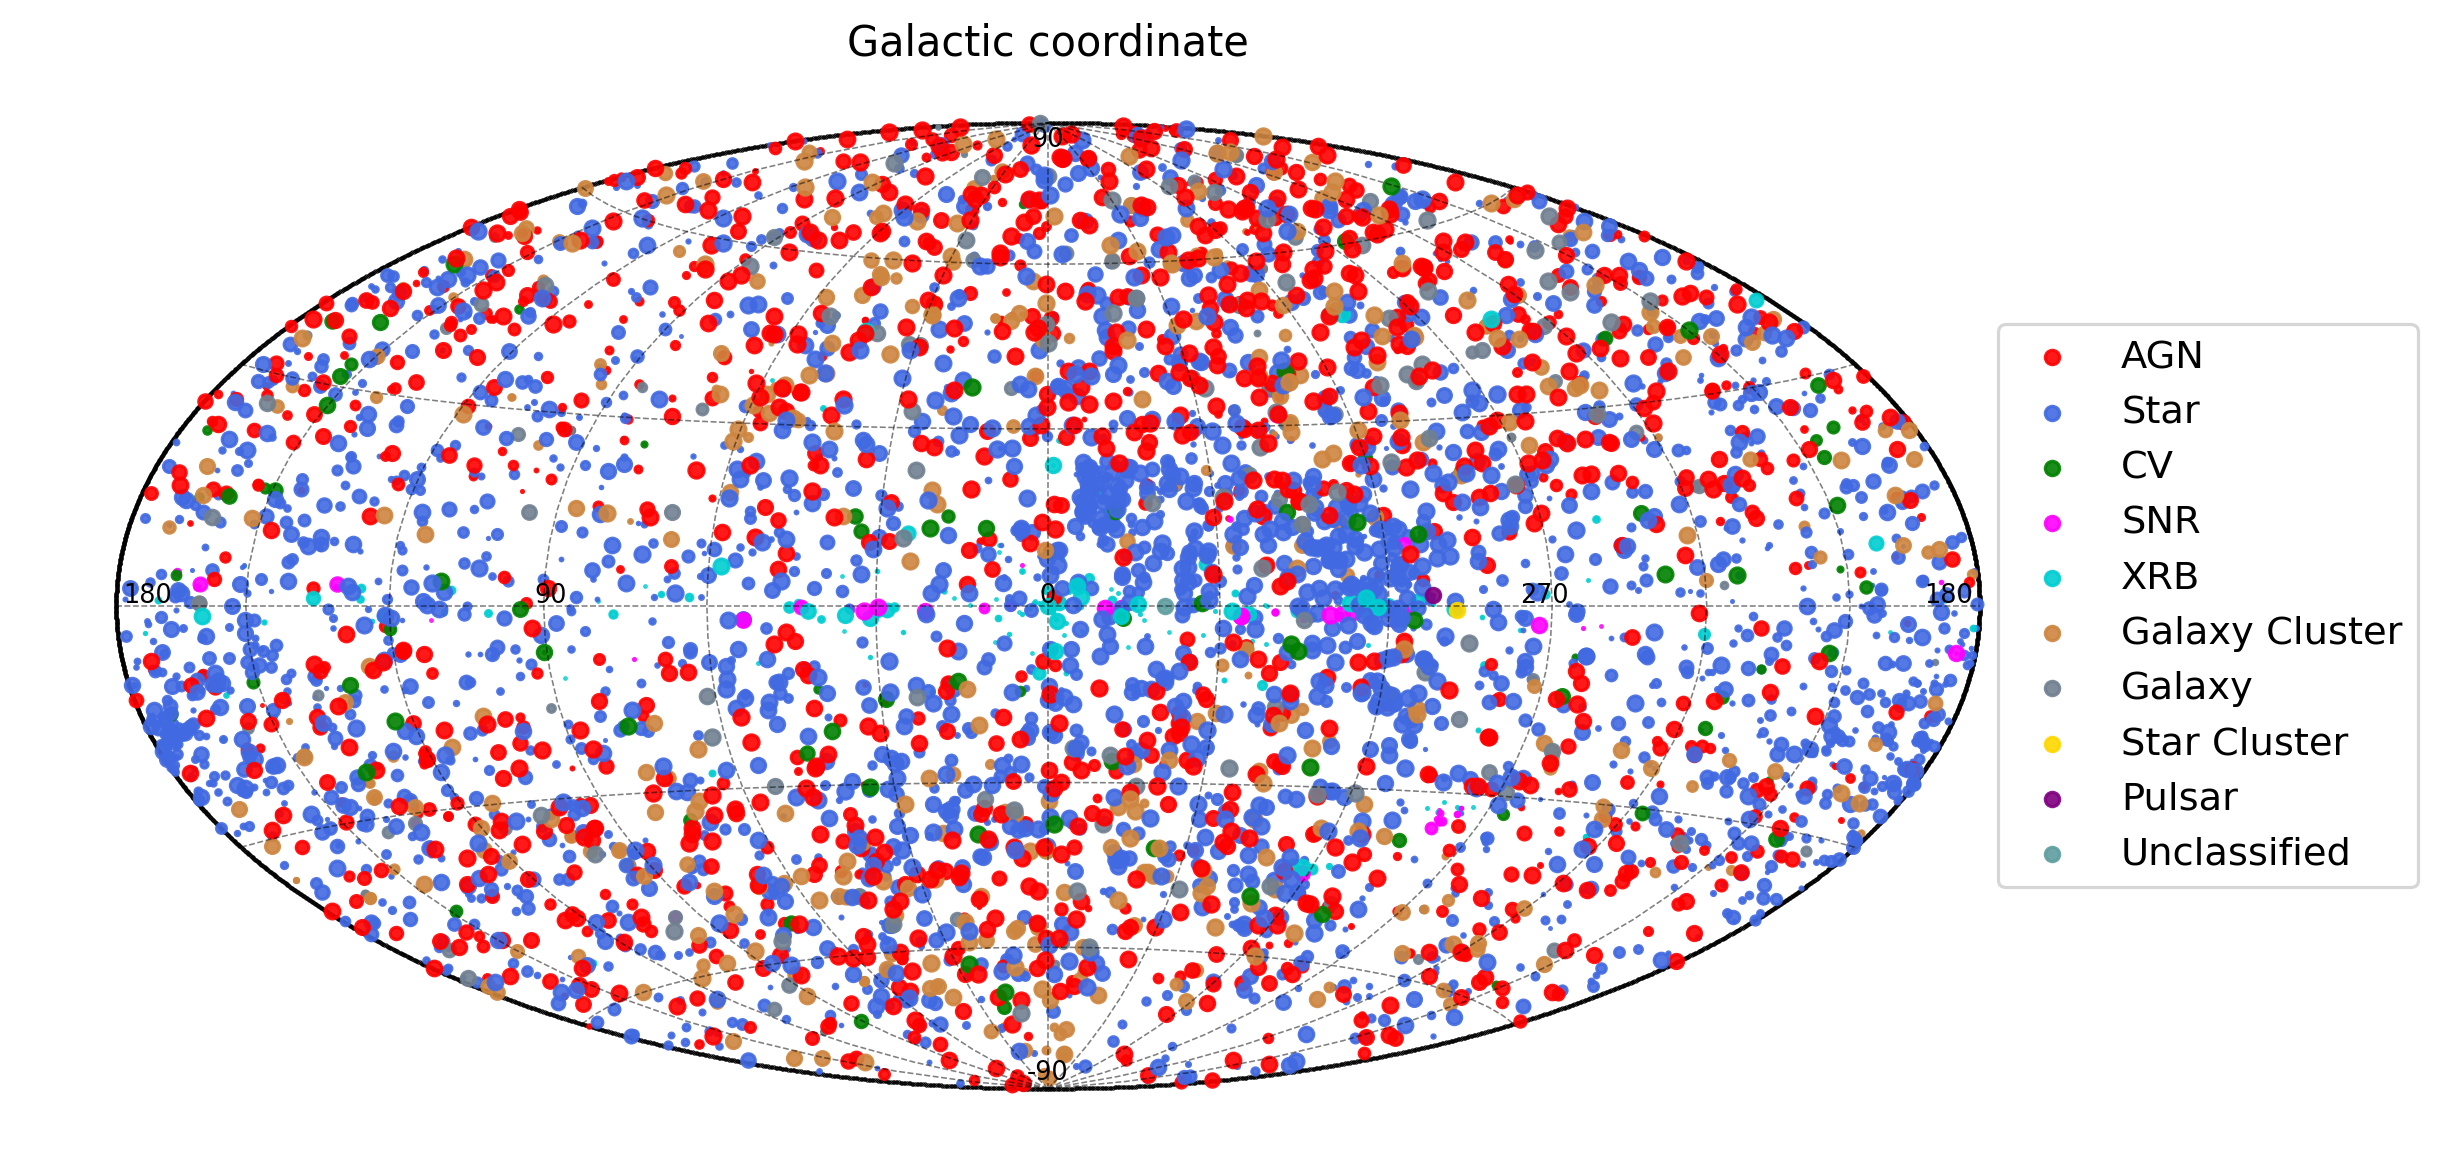 Galactic coordinate
90
180
90
0
270
180
-90
AGN
Star
CV
SNR
XRB
Galaxy Cluster
Galaxy
Star Cluster
Pulsar
Unclassified